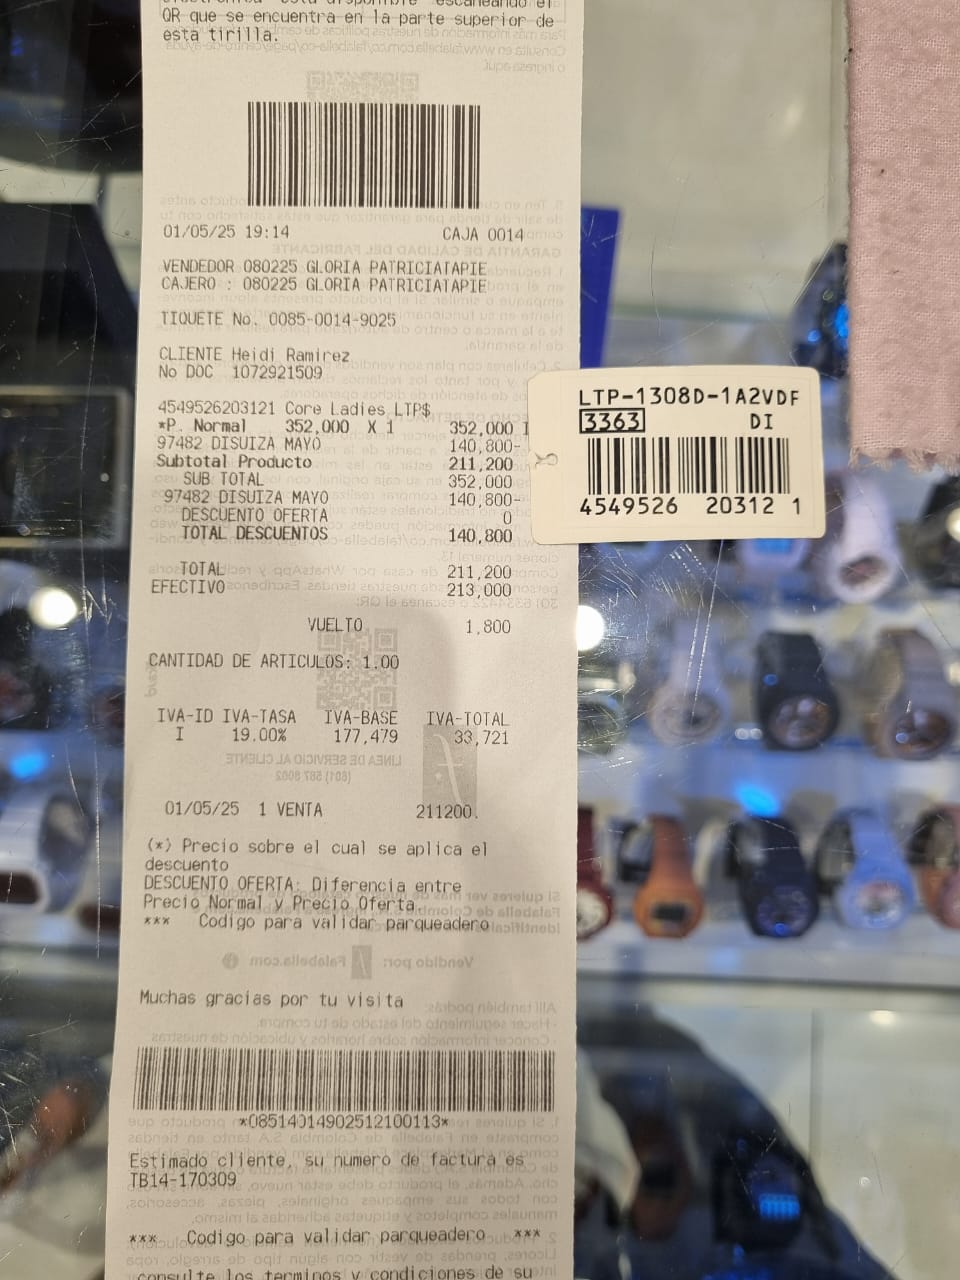 QR que se encuentra en la parte superior de
esta tirilla.
01/05/25 19:14 CAJA 0014
VENDEDOR 080225 GLORIA PATRICIATAPIE
CAJERO : 080225 GLORIA PATRICIATAPIE
TIQUETE No. 0085-0014-9025
CLIENTE Heidi Ramirez
No DOC 1072921509
4549526203121 Core Ladies LTP$
*P. Normal 352,000 X 1 352,000 I
97482 DISUIZA MAYO 140,800-
Subtotal Producto 211,200
SUB TOTAL 352,000
97482 DISUIZA MAYO 140,800-
DESCUENTO OFERTA 0
TOTAL DESCUENTOS 140,800
TOTAL 211,200
EFECTIVO 213,000
VUELTO 1,800
CANTIDAD DE ARTICULOS: 1.00
IVA-ID IVA-TASA IVA-BASE IVA-TOTAL
I 19.00% 177,479 33,721
01/05/25 1 VENTA 211200.
(*) Precio sobre el cual se aplica el
descuento
DESCUENTO OFERTA: Diferencia entre
Precio Normal y Precio Oferta.
*** Codigo para validar parqueadero
Muchas gracias por tu visita
*08514014902512100113*
Estimado cliente, su numero de factura es
TB14-170309
*** Codigo para validar parqueadero ***
consulte los terminos y condiciones de su
LTP-1308D-1A2VDF
3363 DI
4549526 20312 1